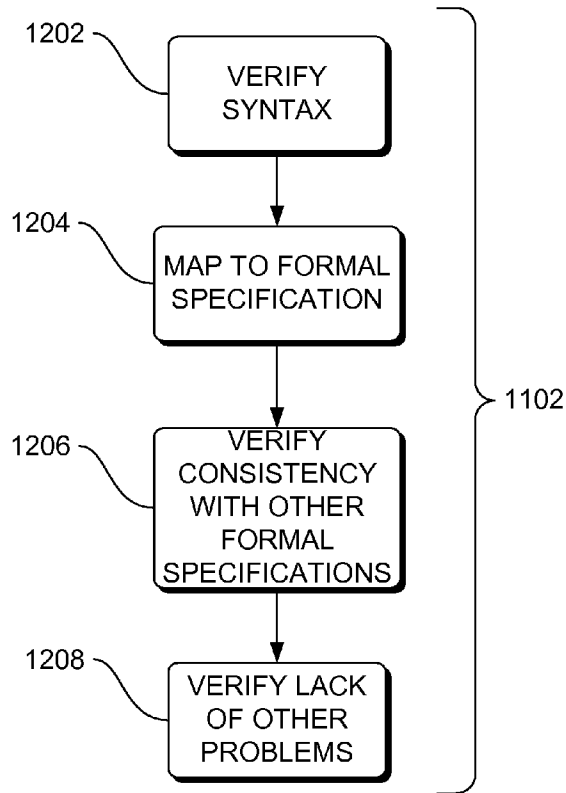 1202
VERIFY
SYNTAX
1204
MAP TO FORMAL
SPECIFICATION
1206
VERIFY
CONSISTENCY
WITH OTHER
FORMAL
SPECIFICATIONS
1102
1208
VERIFY LACK
OF OTHER
PROBLEMS